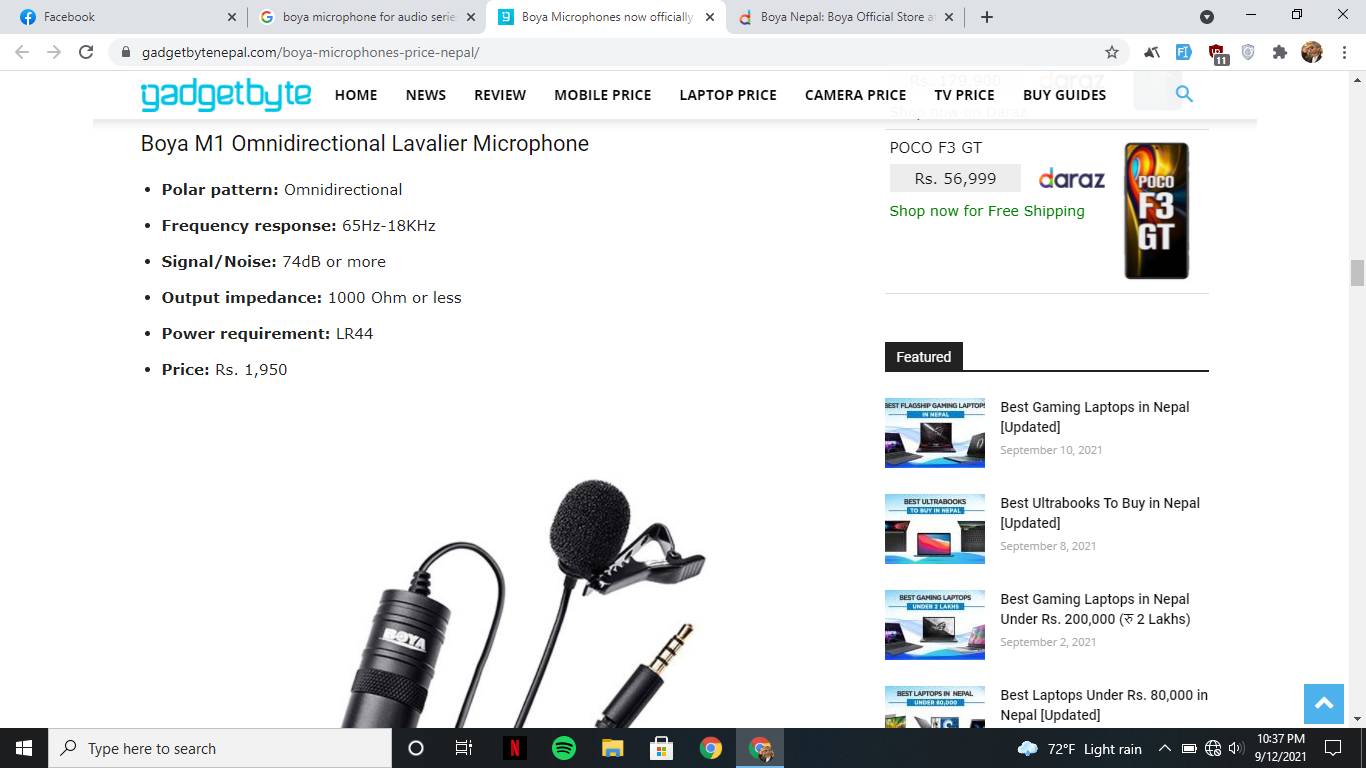 Facebook
boya microphone for audio serie
Boya Microphones now officially
Boya Nepal: Boya Official Store a
gadgetbytenepal.com/boya-microphones-price-nepal/
11
gadgetbyte
HOME NEWS REVIEW MOBILE PRICE LAPTOP PRICE CAMERA PRICE TV PRICE BUY GUIDES
Rs. 179,900 daraz
Shop now on Daraz
Boya M1 Omnidirectional Lavalier Microphone
• Polar pattern: Omnidirectional
• Frequency response: 65Hz-18KHz
• Signal/Noise: 74dB or more
• Output impedance: 1000 Ohm or less
• Power requirement: LR44
• Price: Rs. 1,950
BOYA
POCO F3 GT
Rs. 56,999 daraz
Shop now for Free Shipping
POCO
F3
GT
Featured
BEST FLAGSHIP GAMING LAPTOPS
IN NEPAL
Best Gaming Laptops in Nepal
[Updated]
September 10, 2021
BEST ULTRABOOKS
TO BUY IN NEPAL
Best Ultrabooks To Buy in Nepal
[Updated]
September 8, 2021
BEST GAMING LAPTOPS
UNDER 2 LAKHS
Best Gaming Laptops in Nepal
Under Rs. 200,000 (रु 2 Lakhs)
September 2, 2021
BEST LAPTOPS IN NEPAL
UNDER 80,000
Best Laptops Under Rs. 80,000 in
Nepal [Updated]
Type here to search
N
72°F Light rain
10:37 PM
9/12/2021